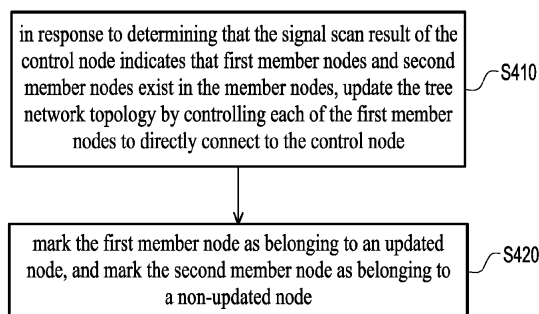 in response to determining that the signal scan result of the
control node indicates that first member nodes and second
member nodes exist in the member nodes, update the tree
network topology by controlling each of the first member
nodes to directly connect to the control node
S410
mark the first member node as belonging to an updated
node, and mark the second member node as belonging to
a non-updated node
S420